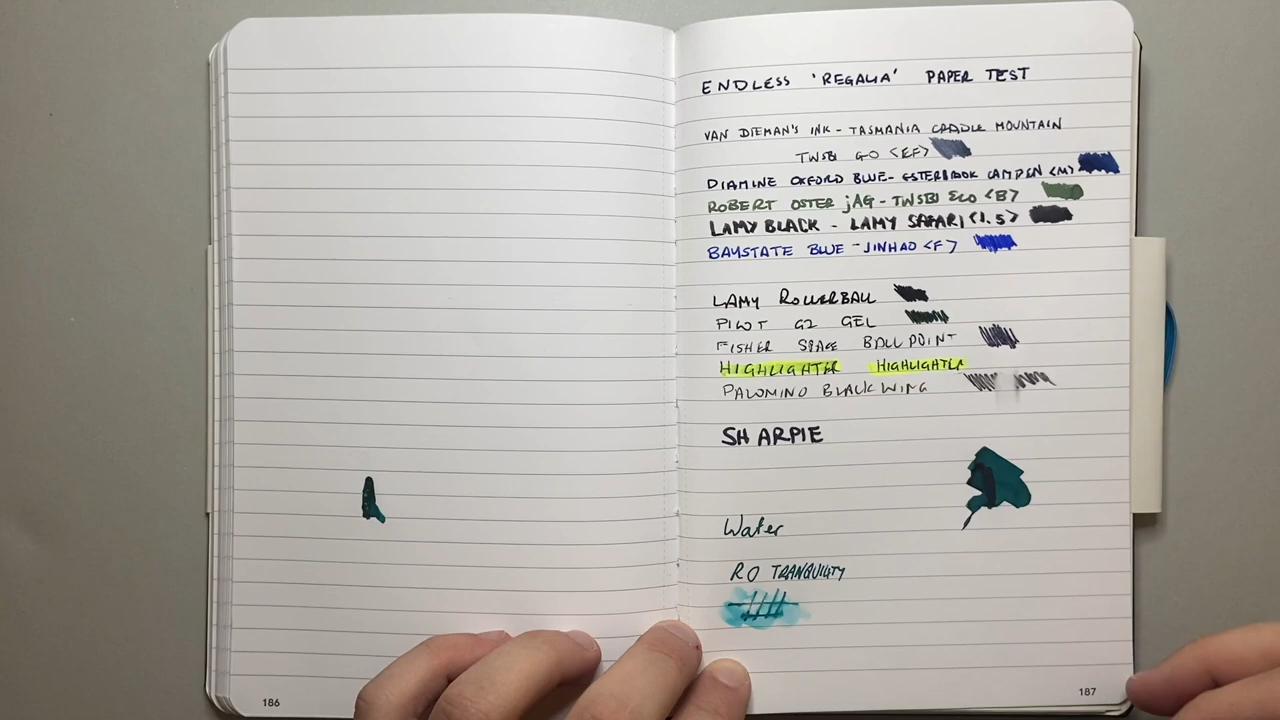 ENDLESS 'REGALIA' PAPER TEST
VAN DIEMAN'S INK - TASMANIA CRADLE MOUNTAIN
TWSBI GO <EF>
DIAMINE OXFORD BLUE - ESTERBROOK CAMDEN <M>
ROBERT OSTER JAG - TWSBI ECO <B>
LAMY BLACK - LAMY SAFARI <1.5>
BAYSTATE BLUE - JINHAO <F>
LAMY ROLLERBALL
PILOT G2 GEL
FISHER SPACE BALLPOINT
HIGHLIGHTER HIGHLIGHTER
PALOMINO BLACKWING
SHARPIE
Water
RO TRANQUILITY
186
187